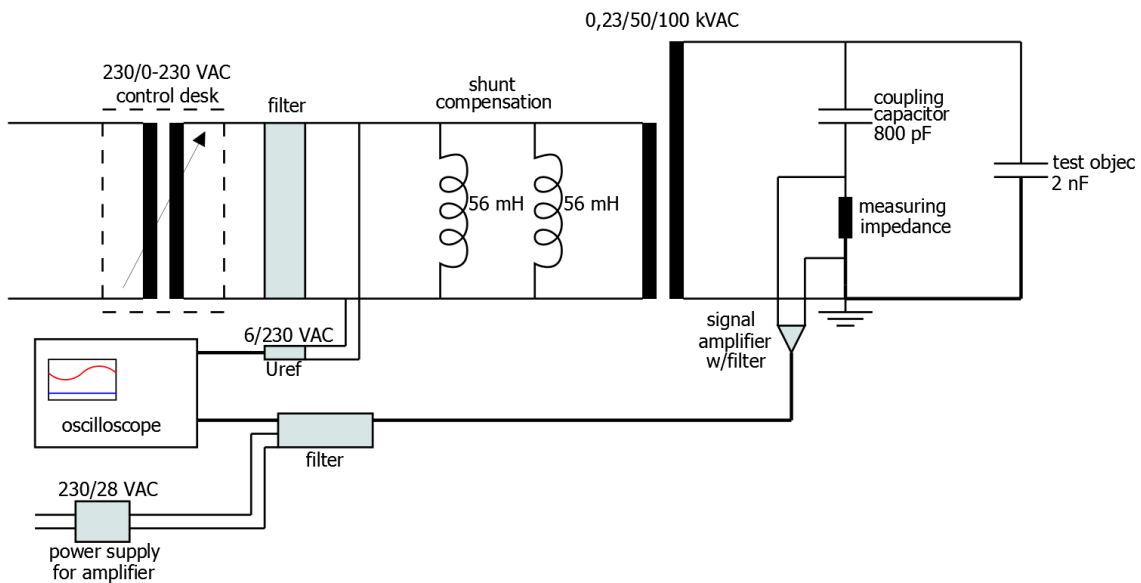 0,23/50/100 kVAC
230/0-230 VAC
control desk
filter
shunt
compensation
coupling
capacitor
800 pF
56 mH
56 mH
test objec
2 nF
measuring
impedance
6/230 VAC
Uref
signal
amplifier
w/filter
oscilloscope
filter
230/28 VAC
power supply
for amplifier